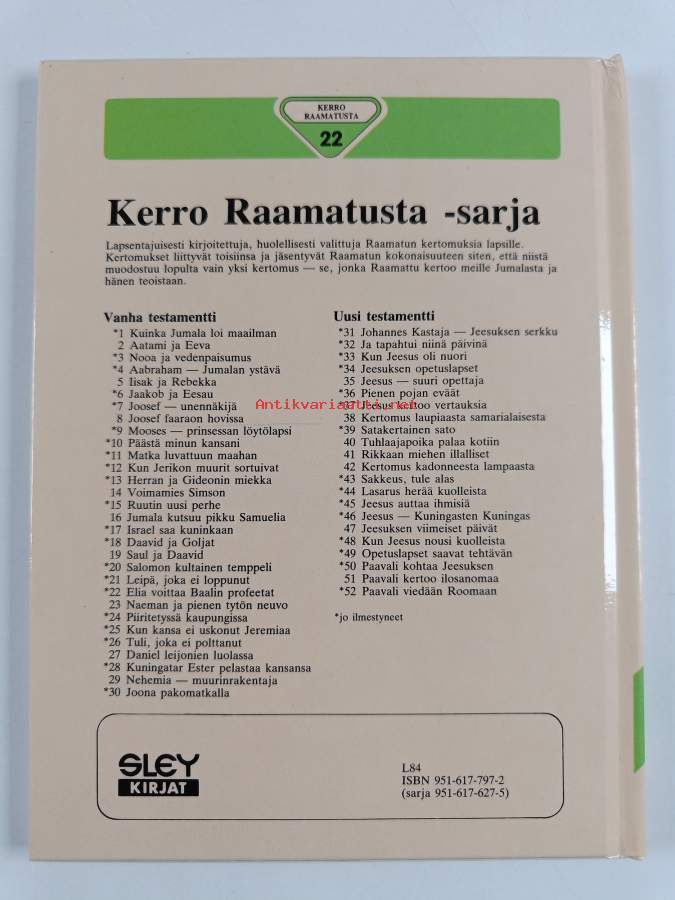 KERRO
RAAMATUSTA
22
Kerro Raamatusta -sarja
Lapsentajuisesti kirjoitettuja, huolellisesti valittuja Raamatun kertomuksia lapsille.
Kertomukset liittyvät toisiinsa ja jäsentyvät Raamatun kokonaisuuteen siten, että niistä
muodostuu lopulta vain yksi kertomus — se, jonka Raamattu kertoo meille Jumalasta ja
hänen teoistaan.
Vanha testamentti
*1 Kuinka Jumala loi maailman
2 Aatami ja Eeva
*3 Nooa ja vedenpaisumus
*4 Aabraham — Jumalan ystävä
5 Iisak ja Rebekka
*6 Jaakob ja Eesau
*7 Joosef — unennäkijä
8 Joosef faaraon hovissa
*9 Mooses — prinsessan löytölapsi
*10 Päästä minun kansani
*11 Matka luvattuun maahan
*12 Kun Jerikon muurit sortuivat
*13 Herran ja Gideonin miekka
14 Voimamies Simson
*15 Ruutin uusi perhe
16 Jumala kutsuu pikku Samuelia
*17 Israel saa kuninkaan
*18 Daavid ja Goljat
19 Saul ja Daavid
*20 Salomon kultainen temppeli
*21 Leipä, joka ei loppunut
*22 Elia voittaa Baalin profeetat
23 Naeman ja pienen tytön neuvo
*24 Piiritetyssä kaupungissa
*25 Kun kansa ei uskonut Jeremiaa
*26 Tuli, joka ei polttanut
27 Daniel leijonien luolassa
*28 Kuningatar Ester pelastaa kansansa
29 Nehemia — muurinrakentaja
*30 Joona pakomatkalla
Uusi testamentti
*31 Johannes Kastaja — Jeesuksen serkku
*32 Ja tapahtui niinä päivinä
*33 Kun Jeesus oli nuori
*34 Jeesuksen opetuslapset
35 Jeesus — suuri opettaja
*36 Pienen pojan eväät
*37 Jeesus kertoo vertauksia
38 Kertomus laupiaasta samarialaisesta
*39 Satakertainen sato
40 Tuhlaajapoika palaa kotiin
41 Rikkaan miehen illalliset
42 Kertomus kadonneesta lampaasta
*43 Sakkeus, tule alas
*44 Lasarus herää kuolleista
*45 Jeesus auttaa ihmisiä
*46 Jeesus — Kuningasten Kuningas
47 Jeesuksen viimeiset päivät
*48 Kun Jeesus nousi kuolleista
*49 Opetuslapset saavat tehtävän
*50 Paavali kohtaa Jeesuksen
51 Paavali kertoo ilosanomaa
*52 Paavali viedään Roomaan
*jo ilmestyneet
Antikvariaatti.net
SLEY
KIRJAT
L84
ISBN 951-617-797-2
(sarja 951-617-627-5)